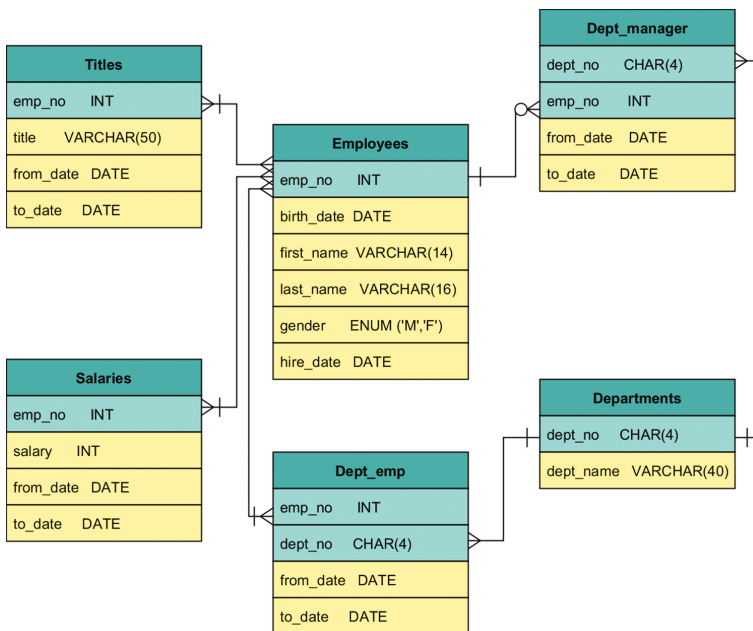 Titles
emp_no INT
title VARCHAR(50)
from_date DATE
to_date DATE
Salaries
emp_no INT
salary INT
from_date DATE
to_date DATE
Employees
emp_no INT
birth_date DATE
first_name VARCHAR(14)
last_name VARCHAR(16)
gender ENUM ('M','F')
hire_date DATE
Dept_emp
emp_no INT
dept_no CHAR(4)
from_date DATE
to_date DATE
Dept_manager
dept_no CHAR(4)
emp_no INT
from_date DATE
to_date DATE
Departments
dept_no CHAR(4)
dept_name VARCHAR(40)